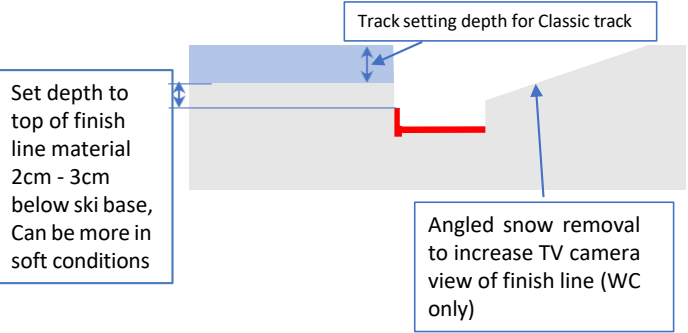 Track setting depth for Classic track
Set depth to
top of finish
line material
2cm - 3cm
below ski base,
Can be more in
soft conditions
Angled snow removal
to increase TV camera
view of finish line (WC
only)